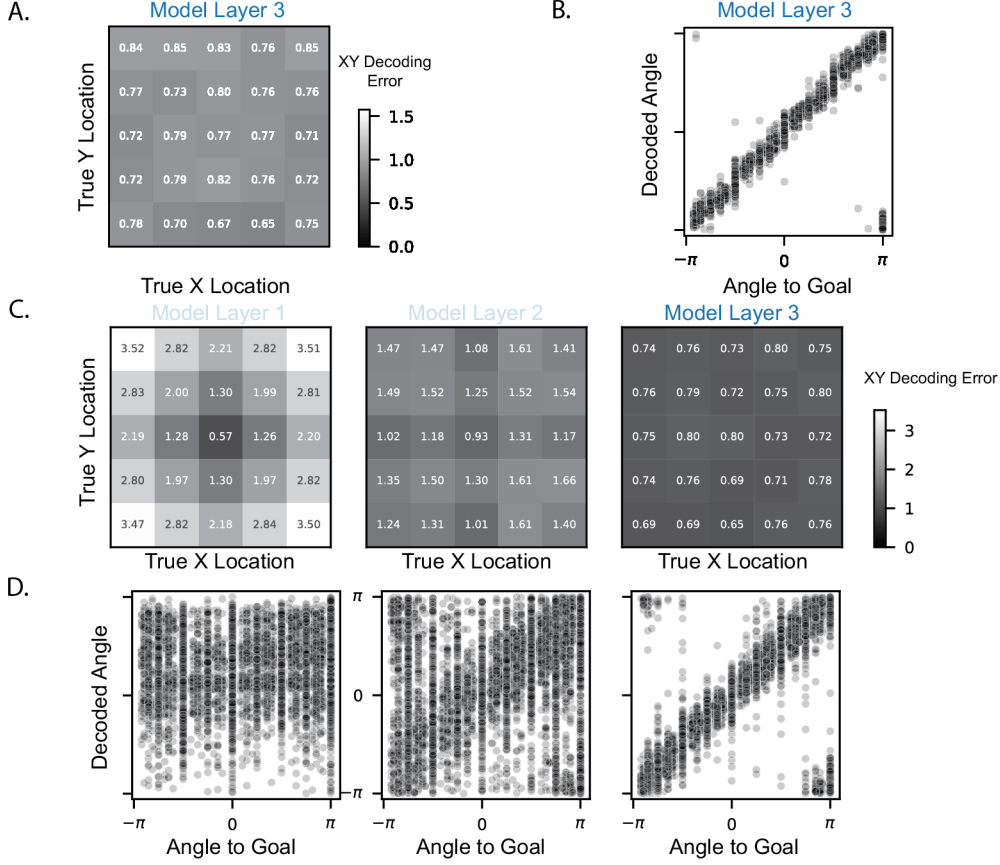 A.
Model Layer 3
True Y Location
0.84 0.85 0.83 0.76 0.85
0.77 0.73 0.80 0.76 0.76
0.72 0.79 0.77 0.77 0.71
0.72 0.79 0.82 0.76 0.72
0.78 0.70 0.67 0.65 0.75
True X Location
XY Decoding
Error
1.5
1.0
0.5
0.0
B.
Model Layer 3
Decoded Angle
−π 0 π
Angle to Goal
C.
Model Layer 1
True Y Location
3.52 2.82 2.21 2.82 3.51
2.83 2.00 1.30 1.99 2.81
2.19 1.28 0.57 1.26 2.20
2.80 1.97 1.30 1.97 2.82
3.47 2.82 2.18 2.84 3.50
True X Location
Model Layer 2
1.47 1.47 1.08 1.61 1.41
1.49 1.52 1.25 1.52 1.54
1.02 1.18 0.93 1.31 1.17
1.35 1.50 1.30 1.61 1.66
1.24 1.31 1.01 1.61 1.40
True X Location
Model Layer 3
0.74 0.76 0.73 0.80 0.75
0.76 0.79 0.72 0.75 0.80
0.75 0.80 0.80 0.73 0.72
0.74 0.76 0.69 0.71 0.78
0.69 0.69 0.65 0.76 0.76
True X Location
XY Decoding Error
3
2
1
0
D.
Decoded Angle
−π 0 π
Angle to Goal
π
0
−π
−π 0 π
Angle to Goal
−π 0 π
Angle to Goal